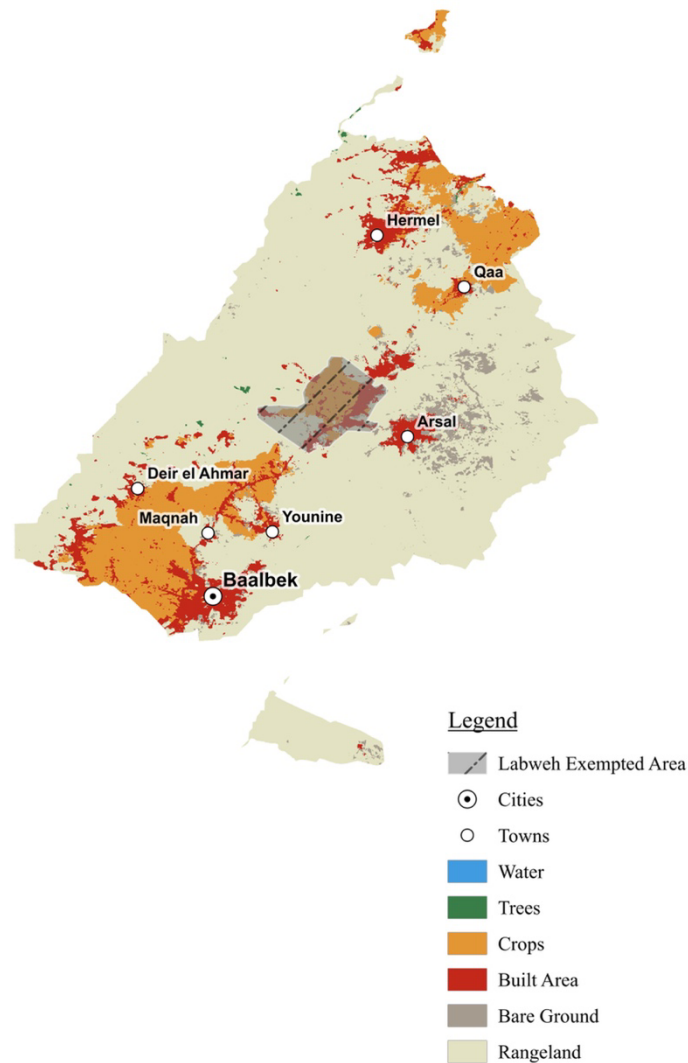 Hermel
Qaa
Arsal
Deir el Ahmar
Maqnah
Younine
Baalbek
Legend
Labweh Exempted Area
Cities
Towns
Water
Trees
Crops
Built Area
Bare Ground
Rangeland